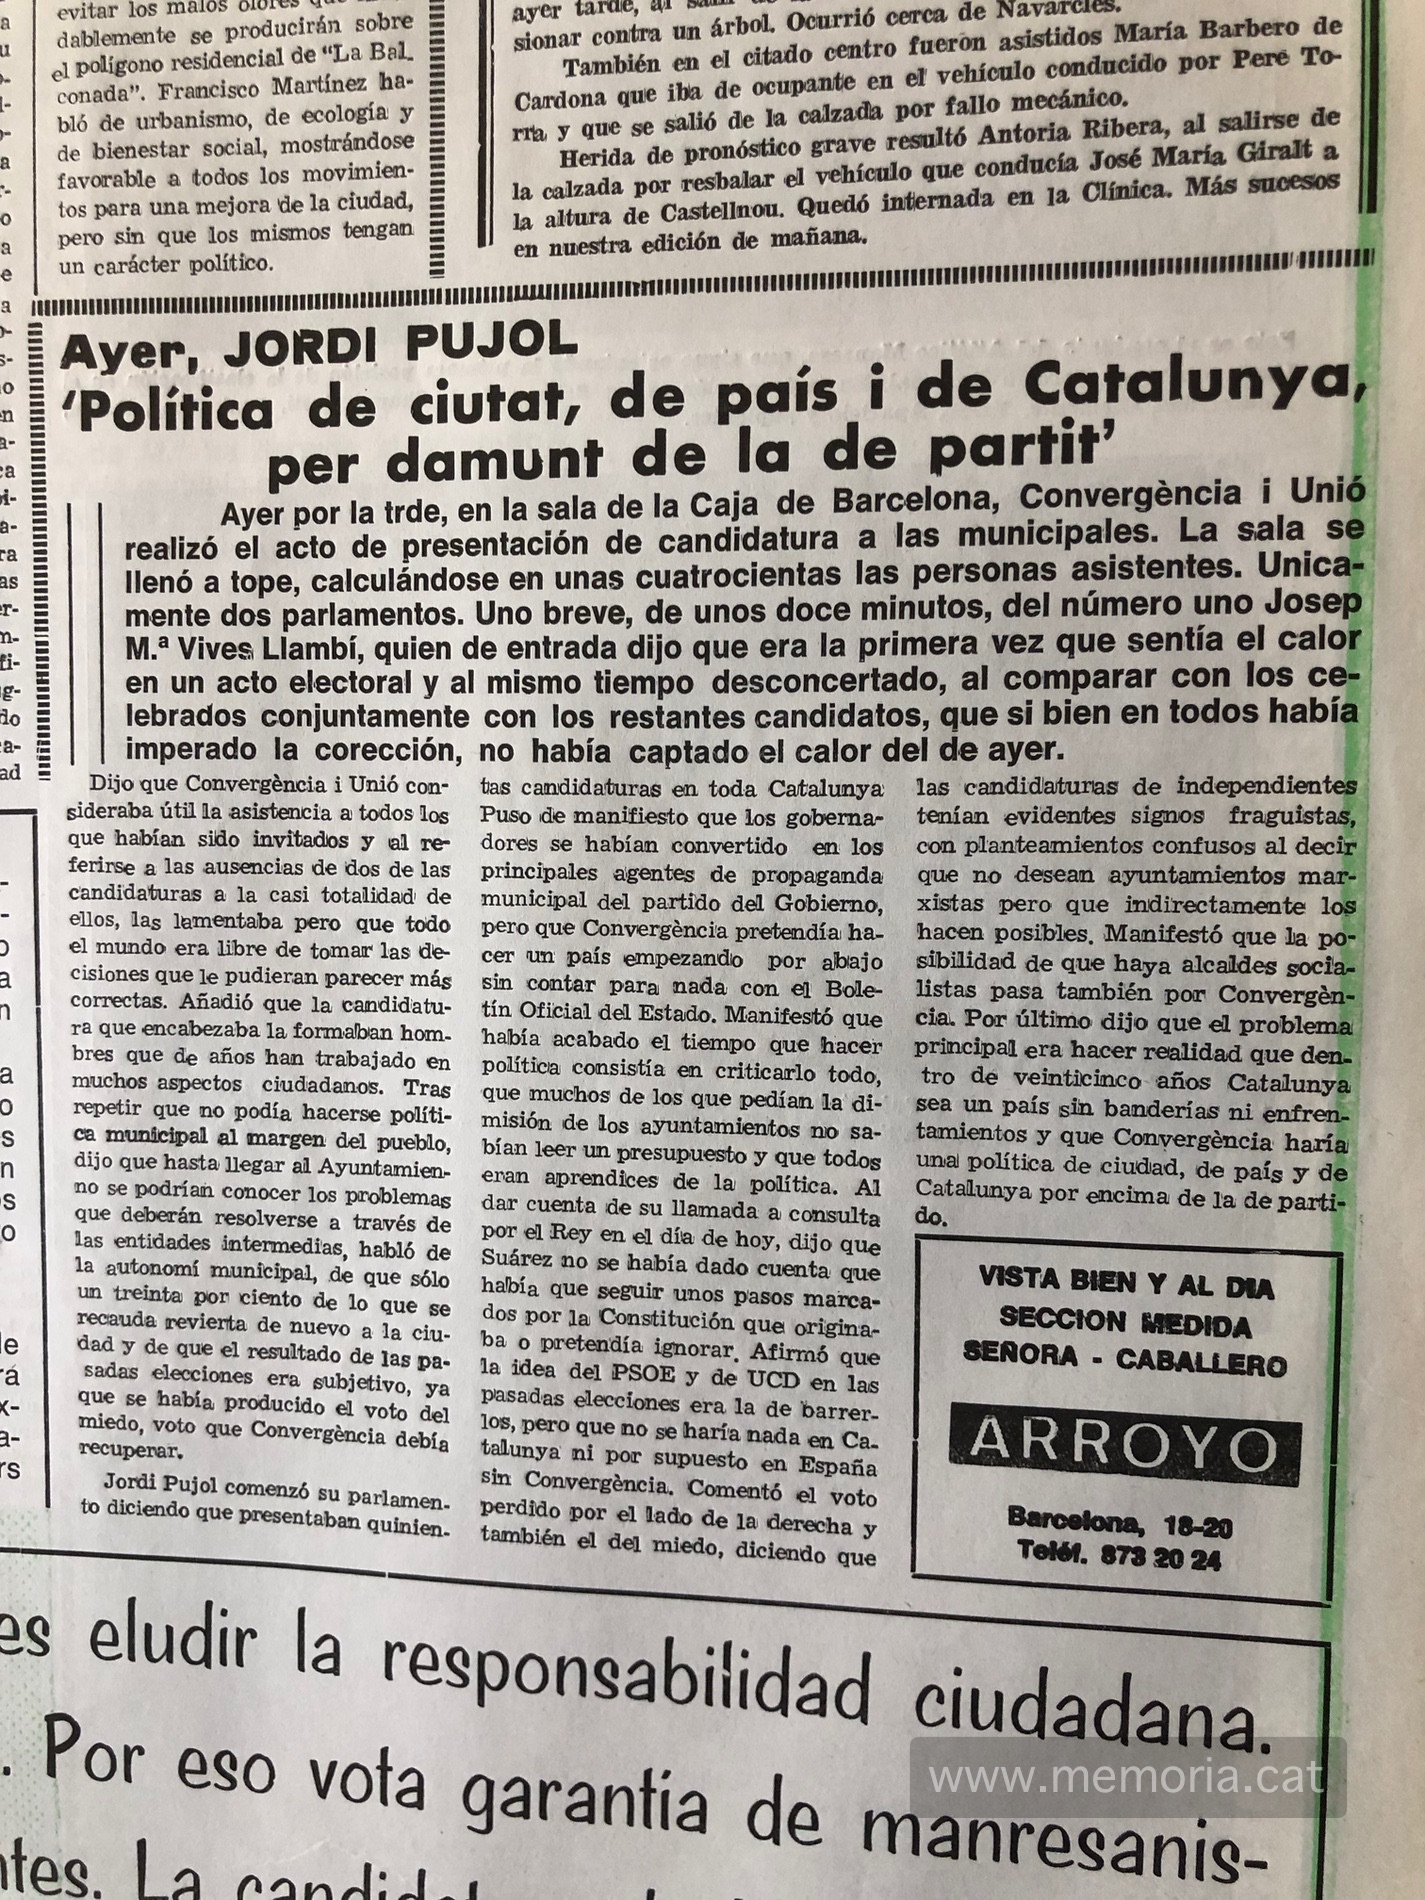 evitar los malos olores que
dablemente se producirán sobre
el polígono residencial de “La Bal_
conada”. Francisco Martínez ha-
bló de urbanismo, de ecología y
de bienestar social, mostrándose
favorable a todos los movimien-
tos para una mejora de la ciudad,
pero sin que los mismos tengan
un carácter político.
ayer tarde, al
sionar contra un árbol. Ocurrió cerca de Navarcles.
También en el citado centro fueron asistidos María Barbero de
Cardona que iba de ocupante en el vehículo conducido por Pere To-
rra y que se salió de la calzada por fallo mecánico.
Herida de pronóstico grave resultó Antoria Ribera, al salirse de
la calzada por resbalar el vehículo que conducía José María Giralt a
la altura de Castellnou. Quedó internada en la Clínica. Más sucesos
en nuestra edición de mañana.
Ayer, JORDI PUJOL
‘Política de ciutat, de país i de Catalunya,
per damunt de la de partit’
Ayer por la trde, en la sala de la Caja de Barcelona, Convergència i Unió
realizó el acto de presentación de candidatura a las municipales. La sala se
llenó a tope, calculándose en unas cuatrocientas las personas asistentes. Unica-
mente dos parlamentos. Uno breve, de unos doce minutos, del número uno Josep
M.ª Vives Llambí, quien de entrada dijo que era la primera vez que sentía el calor
en un acto electoral y al mismo tiempo desconcertado, al comparar con los ce-
lebrados conjuntamente con los restantes candidatos, que si bien en todos había
imperado la corección, no había captado el calor del de ayer.
Dijo que Convergència i Unió con-
sideraba útil la asistencia a todos los
que habían sido invitados y al re-
ferirse a las ausencias de dos de las
candidaturas a la casi totalidad de
ellos, las lamentaba pero que todo
el mundo era libre de tomar las de-
cisiones que le pudieran parecer más
correctas. Añadió que la candidatu-
ra que encabezaba la formaban hom-
bres que de años han trabajado en
muchos aspectos ciudadanos. Tras
repetir que no podía hacerse políti-
ca municipal al margen del pueblo,
dijo que hasta llegar al Ayuntamien-
no se podrían conocer los problemas
que deberán resolverse a través de
las entidades intermedias, habló de
la autonomí municipal, de que sólo
un treinta por ciento de lo que se
recauda revierta de nuevo a la ciu-
dad y de que el resultado de las pa-
sadas elecciones era subjetivo, ya
que se había producido el voto del
miedo, voto que Convergència debía
recuperar.
Jordi Pujol comenzó su parlamen-
to diciendo que presentaban quinien-
tas candidaturas en toda Catalunya
Puso de manifiesto que los goberna-
dores se habían convertido en los
principales agentes de propaganda
municipal del partido del Gobierno,
pero que Convergència pretendía ha-
cer un país empezando por abajo
sin contar para nada con el Bole-
tín Oficial del Estado. Manifestó que
había acabado el tiempo que hacer
política consistía en criticarlo todo,
que muchos de los que pedían la di-
misión de los ayuntamientos no sa-
bían leer un presupuesto y que todos
eran aprendices de la política. Al
dar cuenta de su llamada a consulta
por el Rey en el día de hoy, dijo que
Suárez no se había dado cuenta que
había que seguir unos pasos marca-
dos por la Constitución que origina-
ba o pretendía ignorar. Afirmó que
la idea del PSOE y de UCD en las
pasadas elecciones era la de barrer-
los, pero que no se haría nada en Ca-
talunya ni por supuesto en España
sin Convergència. Comentó el voto
perdido por el lado de la derecha y
también el del miedo, diciendo que
las candidaturas de independientes
tenían evidentes signos fraguistas,
con planteamientos confusos al decir
que no desean ayuntamientos mar-
xistas pero que indirectamente los
hacen posibles. Manifestó que la po-
sibilidad de que haya alcaldes socia-
listas pasa también por Convergèn-
cia. Por último dijo que el problema
principal era hacer realidad que den-
tro de veinticinco años Catalunya
sea un país sin banderías ni enfren-
tamientos y que Convergència haría
una política de ciudad, de país y de
Catalunya por encima de la de parti-
do.
VISTA BIEN Y AL DIA
SECCION MEDIDA
SEÑORA - CABALLERO
ARROYO
Barcelona, 18-20
Teléf. 873 20 24
es eludir la responsabilidad ciudadana.
. Por eso vota garantía de manresanis-
ntes. La
www.memoria.cat